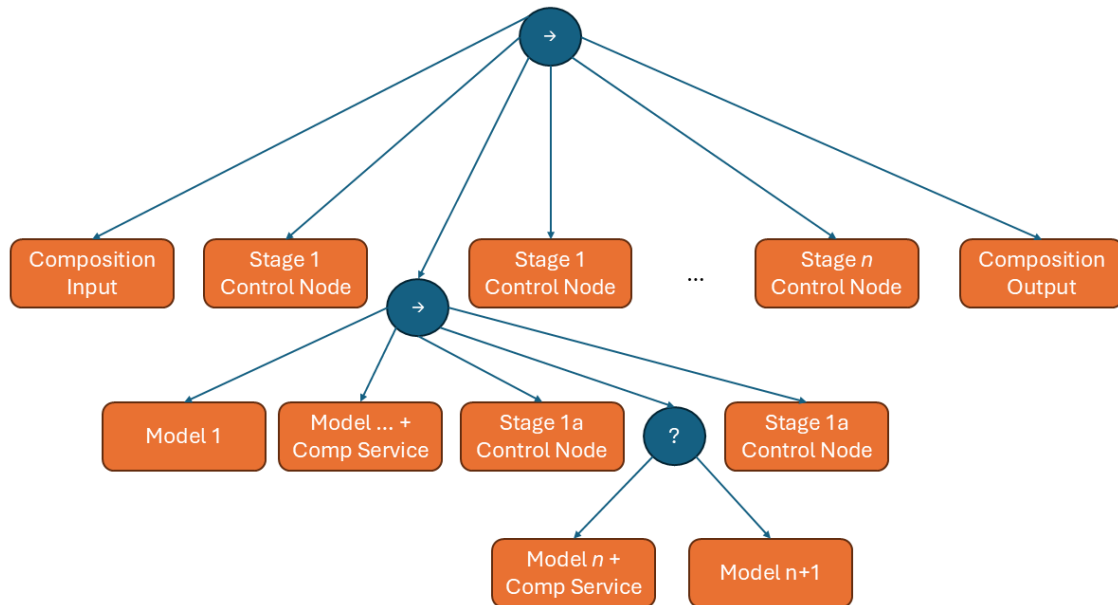 →
Composition
Input
Stage 1
Control Node
Stage 1
Control Node
...
Stage n
Control Node
Composition
Output
→
Model 1
Model ... +
Comp Service
Stage 1a
Control Node
?
Stage 1a
Control Node
Model n +
Comp Service
Model n+1